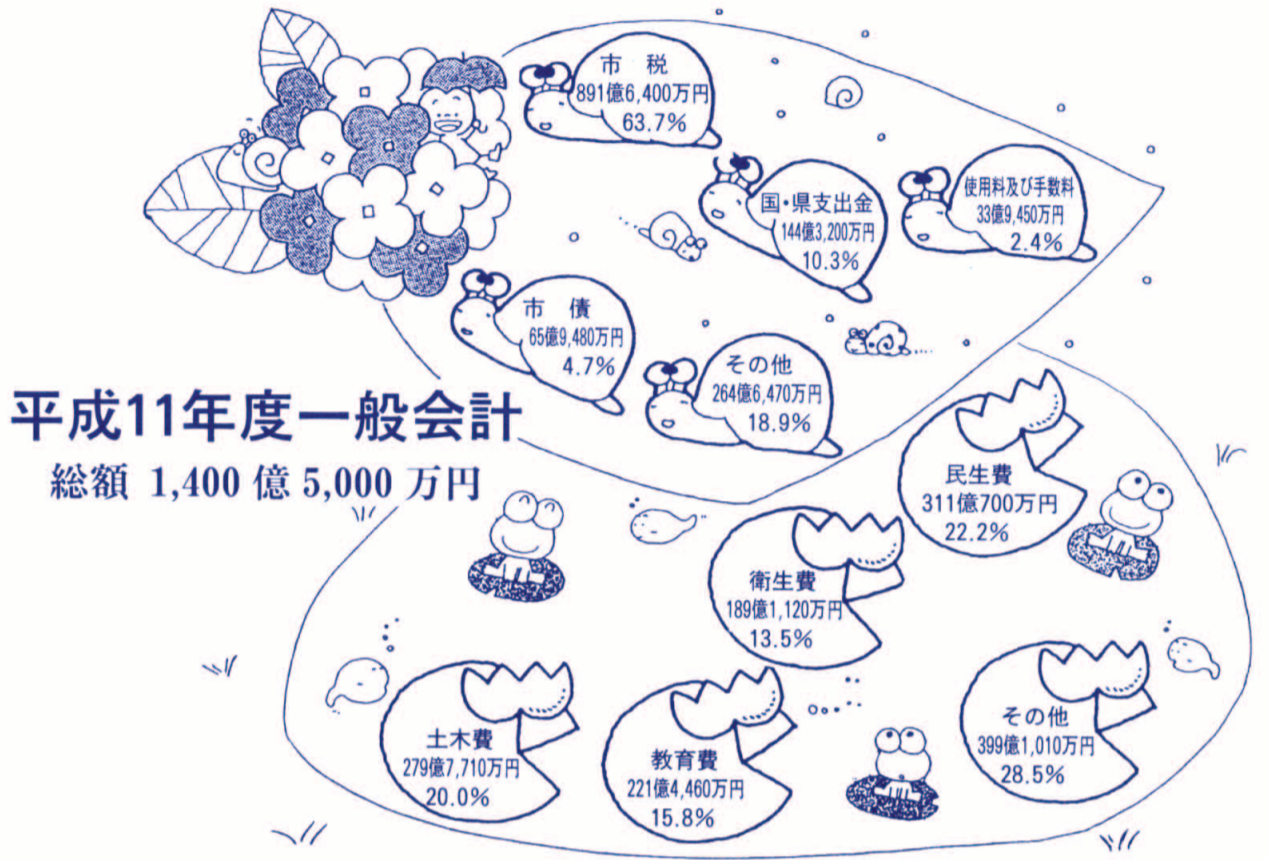 市税
891億6,400万円
63.7%
国・県支出金
144億3,200万円
10.3%
使用料及び手数料
33億9,450万円
2.4%
市債
65億9,480万円
4.7%
その他
264億6,470万円
18.9%
平成11年度一般会計
総額 1,400億5,000万円
民生費
311億700万円
22.2%
衛生費
189億1,120万円
13.5%
土木費
279億7,710万円
20.0%
教育費
221億4,460万円
15.8%
その他
399億1,010万円
28.5%